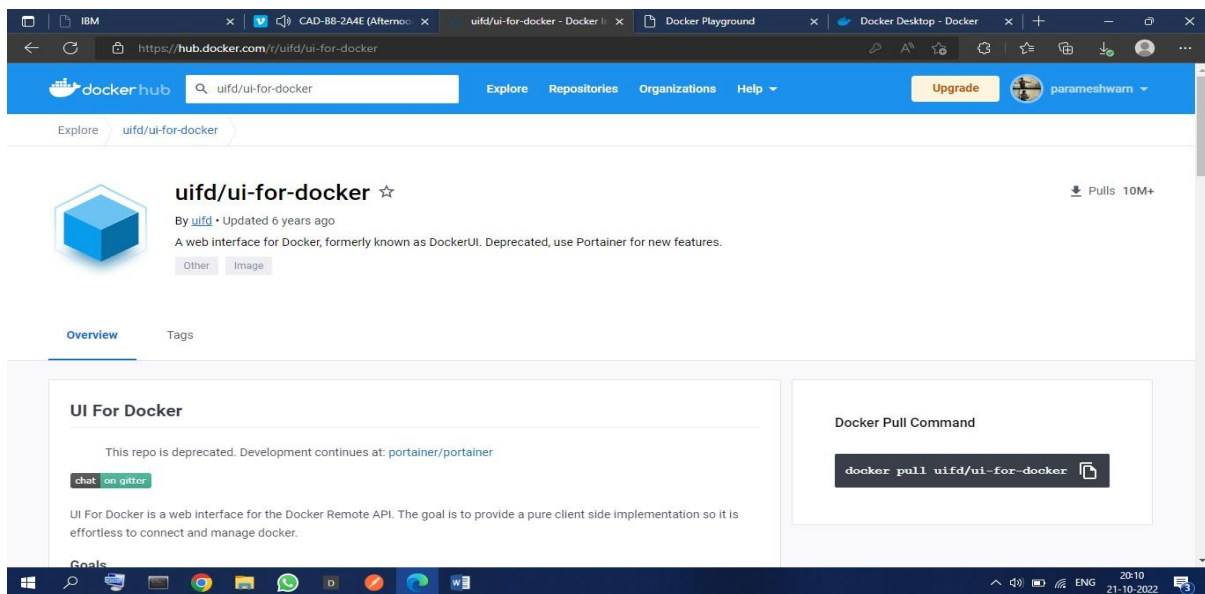 IBM
CAD-B8-2A4E (Afternoo
uifd/ui-for-docker - Docker I
Docker Playground
Docker Desktop - Docker
https://hub.docker.com/r/uifd/ui-for-docker
docker hub
uifd/ui-for-docker
Explore
Repositories
Organizations
Help
Upgrade
parameshwarn
Explore
uifd/ui-for-docker
uifd/ui-for-docker
Pulls 10M+
By uifd • Updated 6 years ago
A web interface for Docker, formerly known as DockerUI. Deprecated, use Portainer for new features.
Other
Image
Overview
Tags
UI For Docker
This repo is deprecated. Development continues at: portainer/portainer
chat on gitter
UI For Docker is a web interface for the Docker Remote API. The goal is to provide a pure client side implementation so it is
effortless to connect and manage docker.
Goals
Docker Pull Command
docker pull uifd/ui-for-docker
ENG
20:10
21-10-2022
3